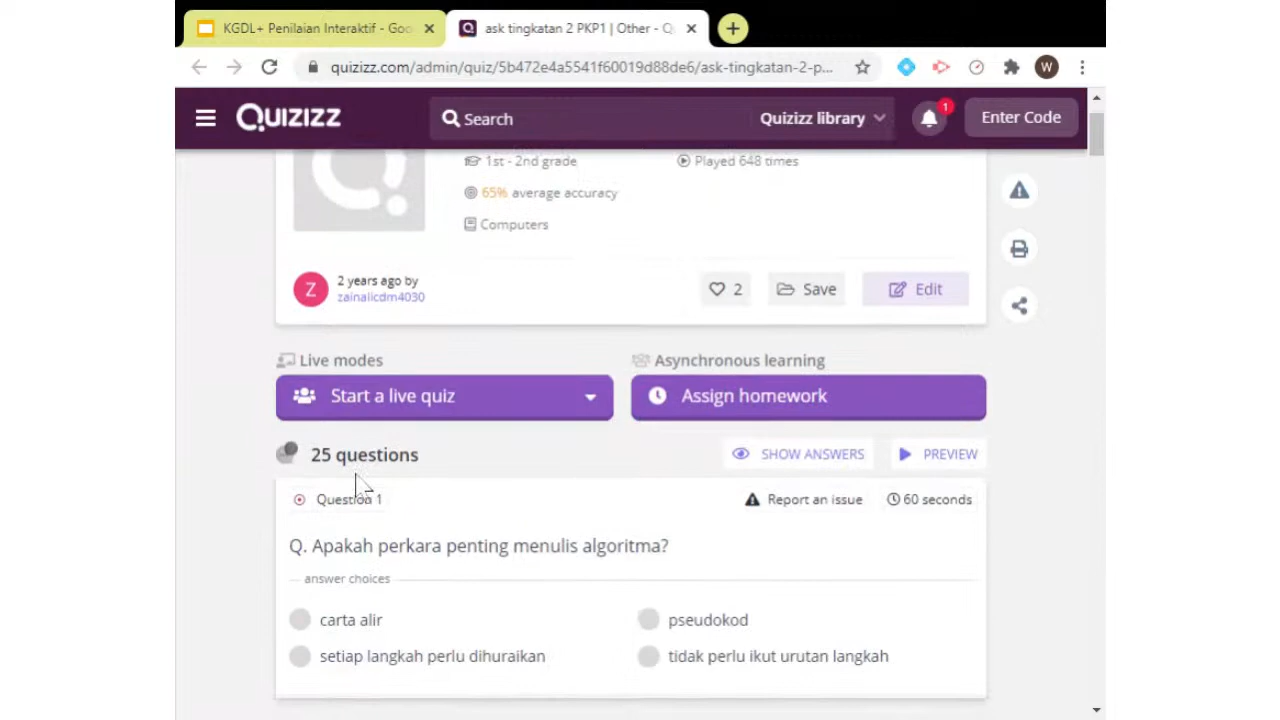 KGDL+ Penilaian Interaktif - Goo
ask tingkatan 2 PKP1 | Other - Q
quizizz.com/admin/quiz/5b472e4a5541f60019d88de6/ask-tingkatan-2-p...
W
QUIZIZZ
Search
Quizizz library
1
Enter Code
1st - 2nd grade
Played 648 times
65% average accuracy
Computers
Z
2 years ago by
zainalicdm4030
2
Save
Edit
Live modes
Asynchronous learning
Start a live quiz
Assign homework
25 questions
SHOW ANSWERS
PREVIEW
Question 1
Report an issue
60 seconds
Q. Apakah perkara penting menulis algoritma?
answer choices
carta alir
pseudokod
setiap langkah perlu dihuraikan
tidak perlu ikut urutan langkah